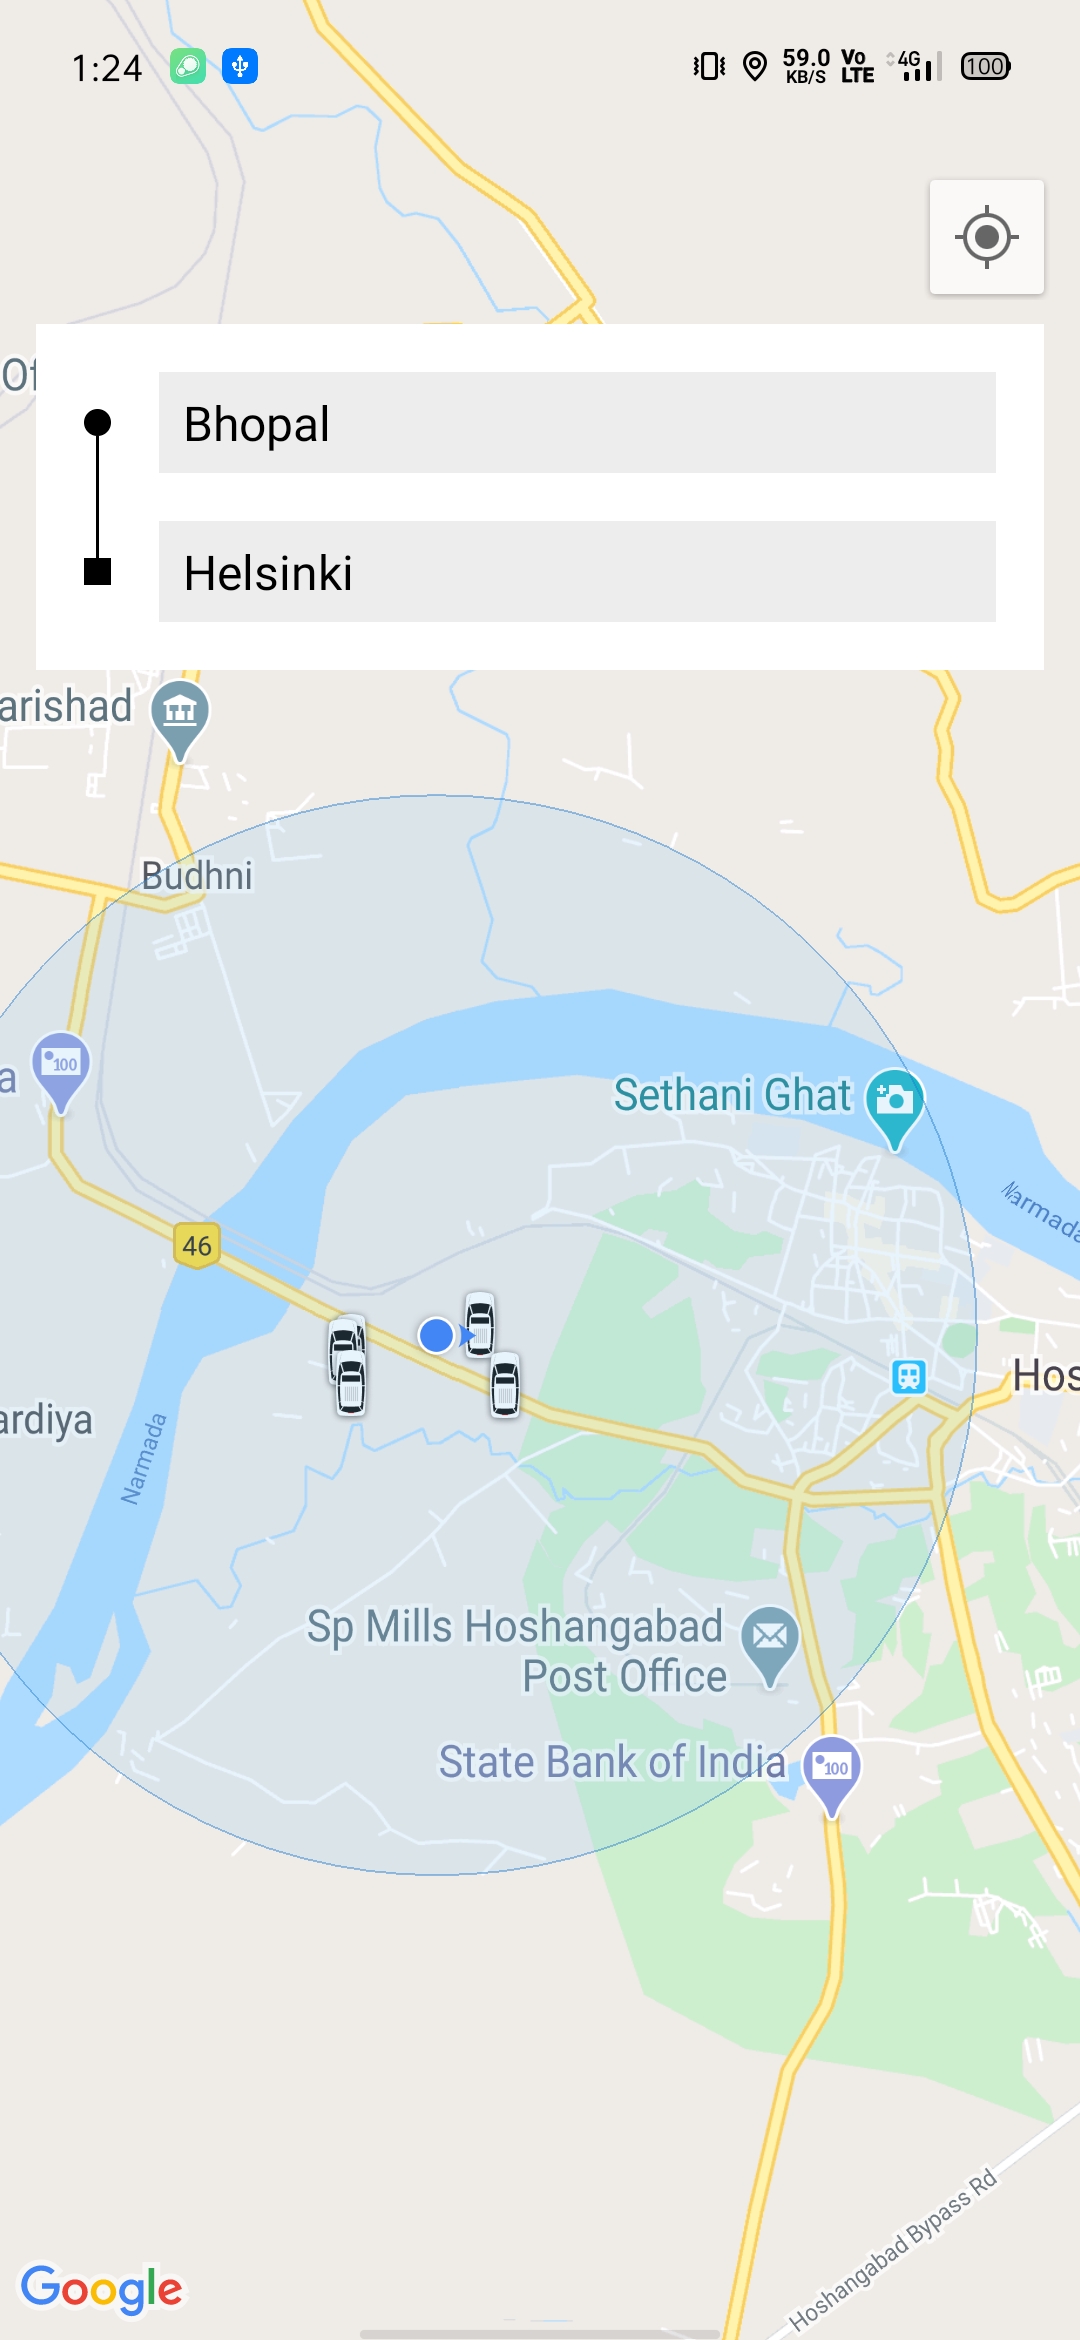 1:24
59.0
KB/S
Vo
LTE
4G
100
Of
Bhopal
Helsinki
arishad
Budhni
100
a
Sethani Ghat
Narmada
46
Hos
ardiya
Narmada
Sp Mills Hoshangabad
Post Office
State Bank of India
100
Hoshangabad Bypass Rd
Google